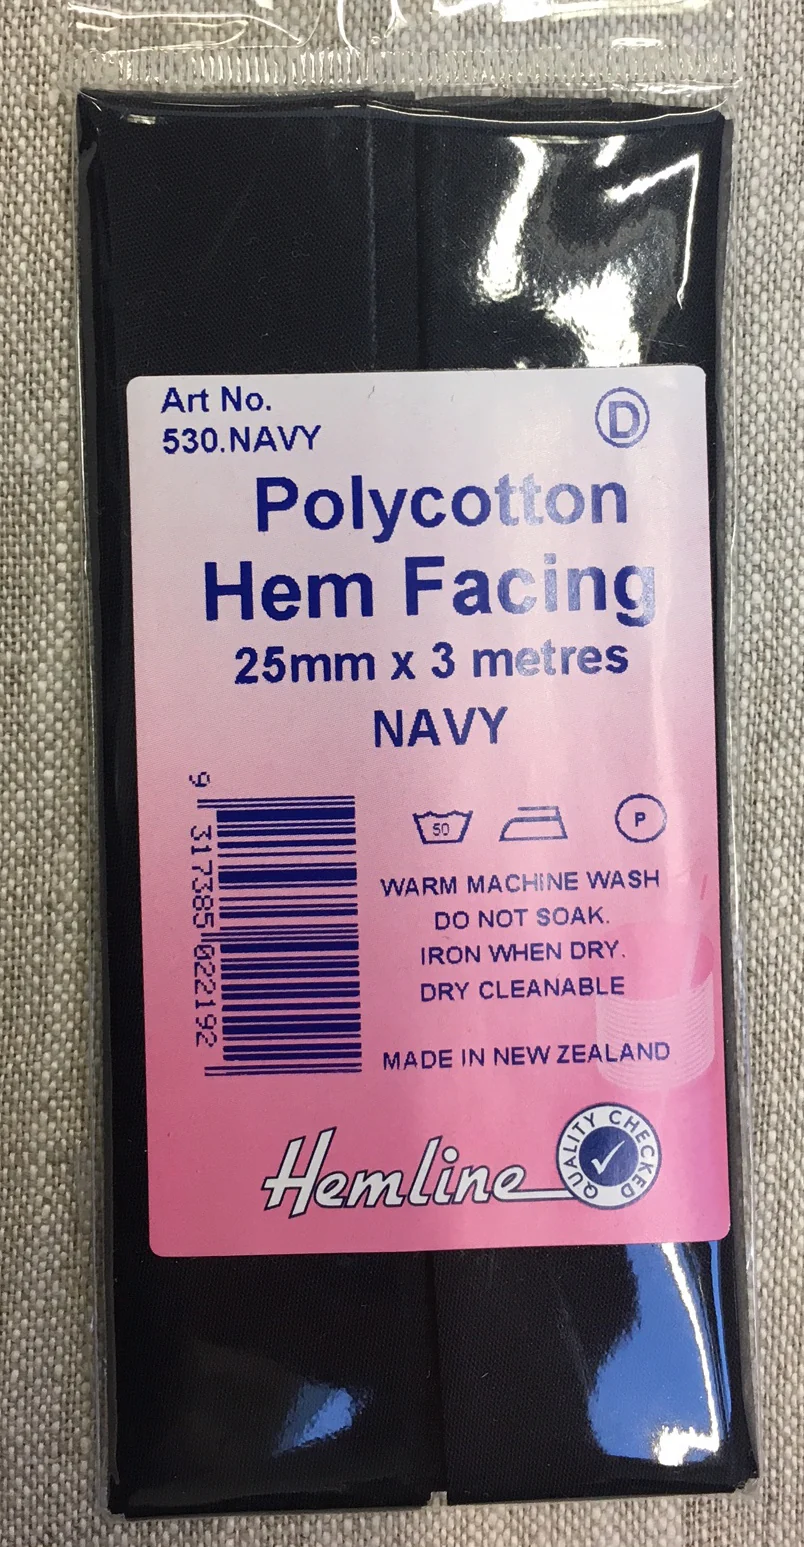 Art No.
530.NAVY
D
Polycotton
Hem Facing
25mm x 3 metres
NAVY
50
P
WARM MACHINE WASH
DO NOT SOAK.
IRON WHEN DRY.
DRY CLEANABLE
MADE IN NEW ZEALAND
9 317385 022192
Hemline
QUALITY CHECKED